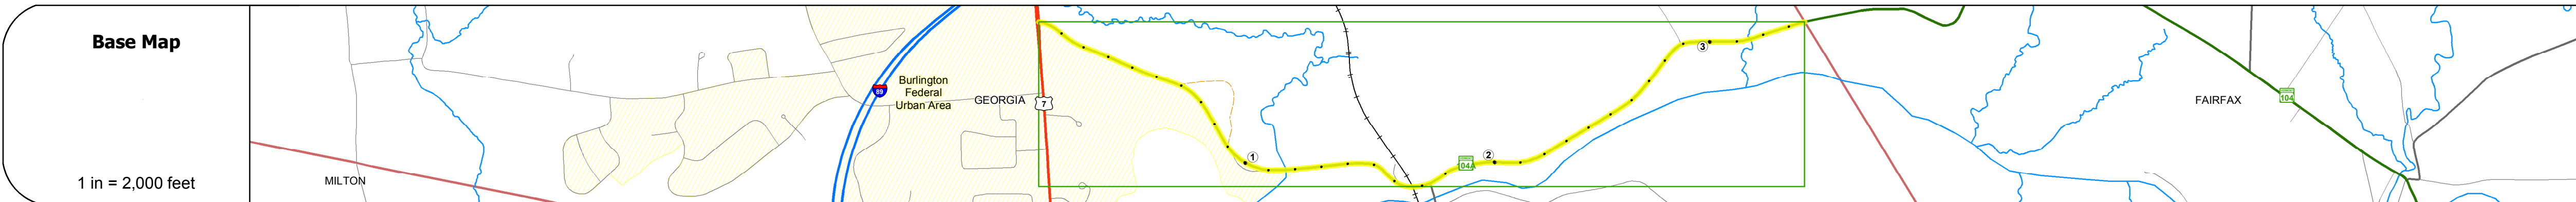 Base Map
1 in = 2,000 feet
MILTON
89
Burlington
Federal
Urban Area
GEORGIA
7
1
104A
2
3
FAIRFAX
104